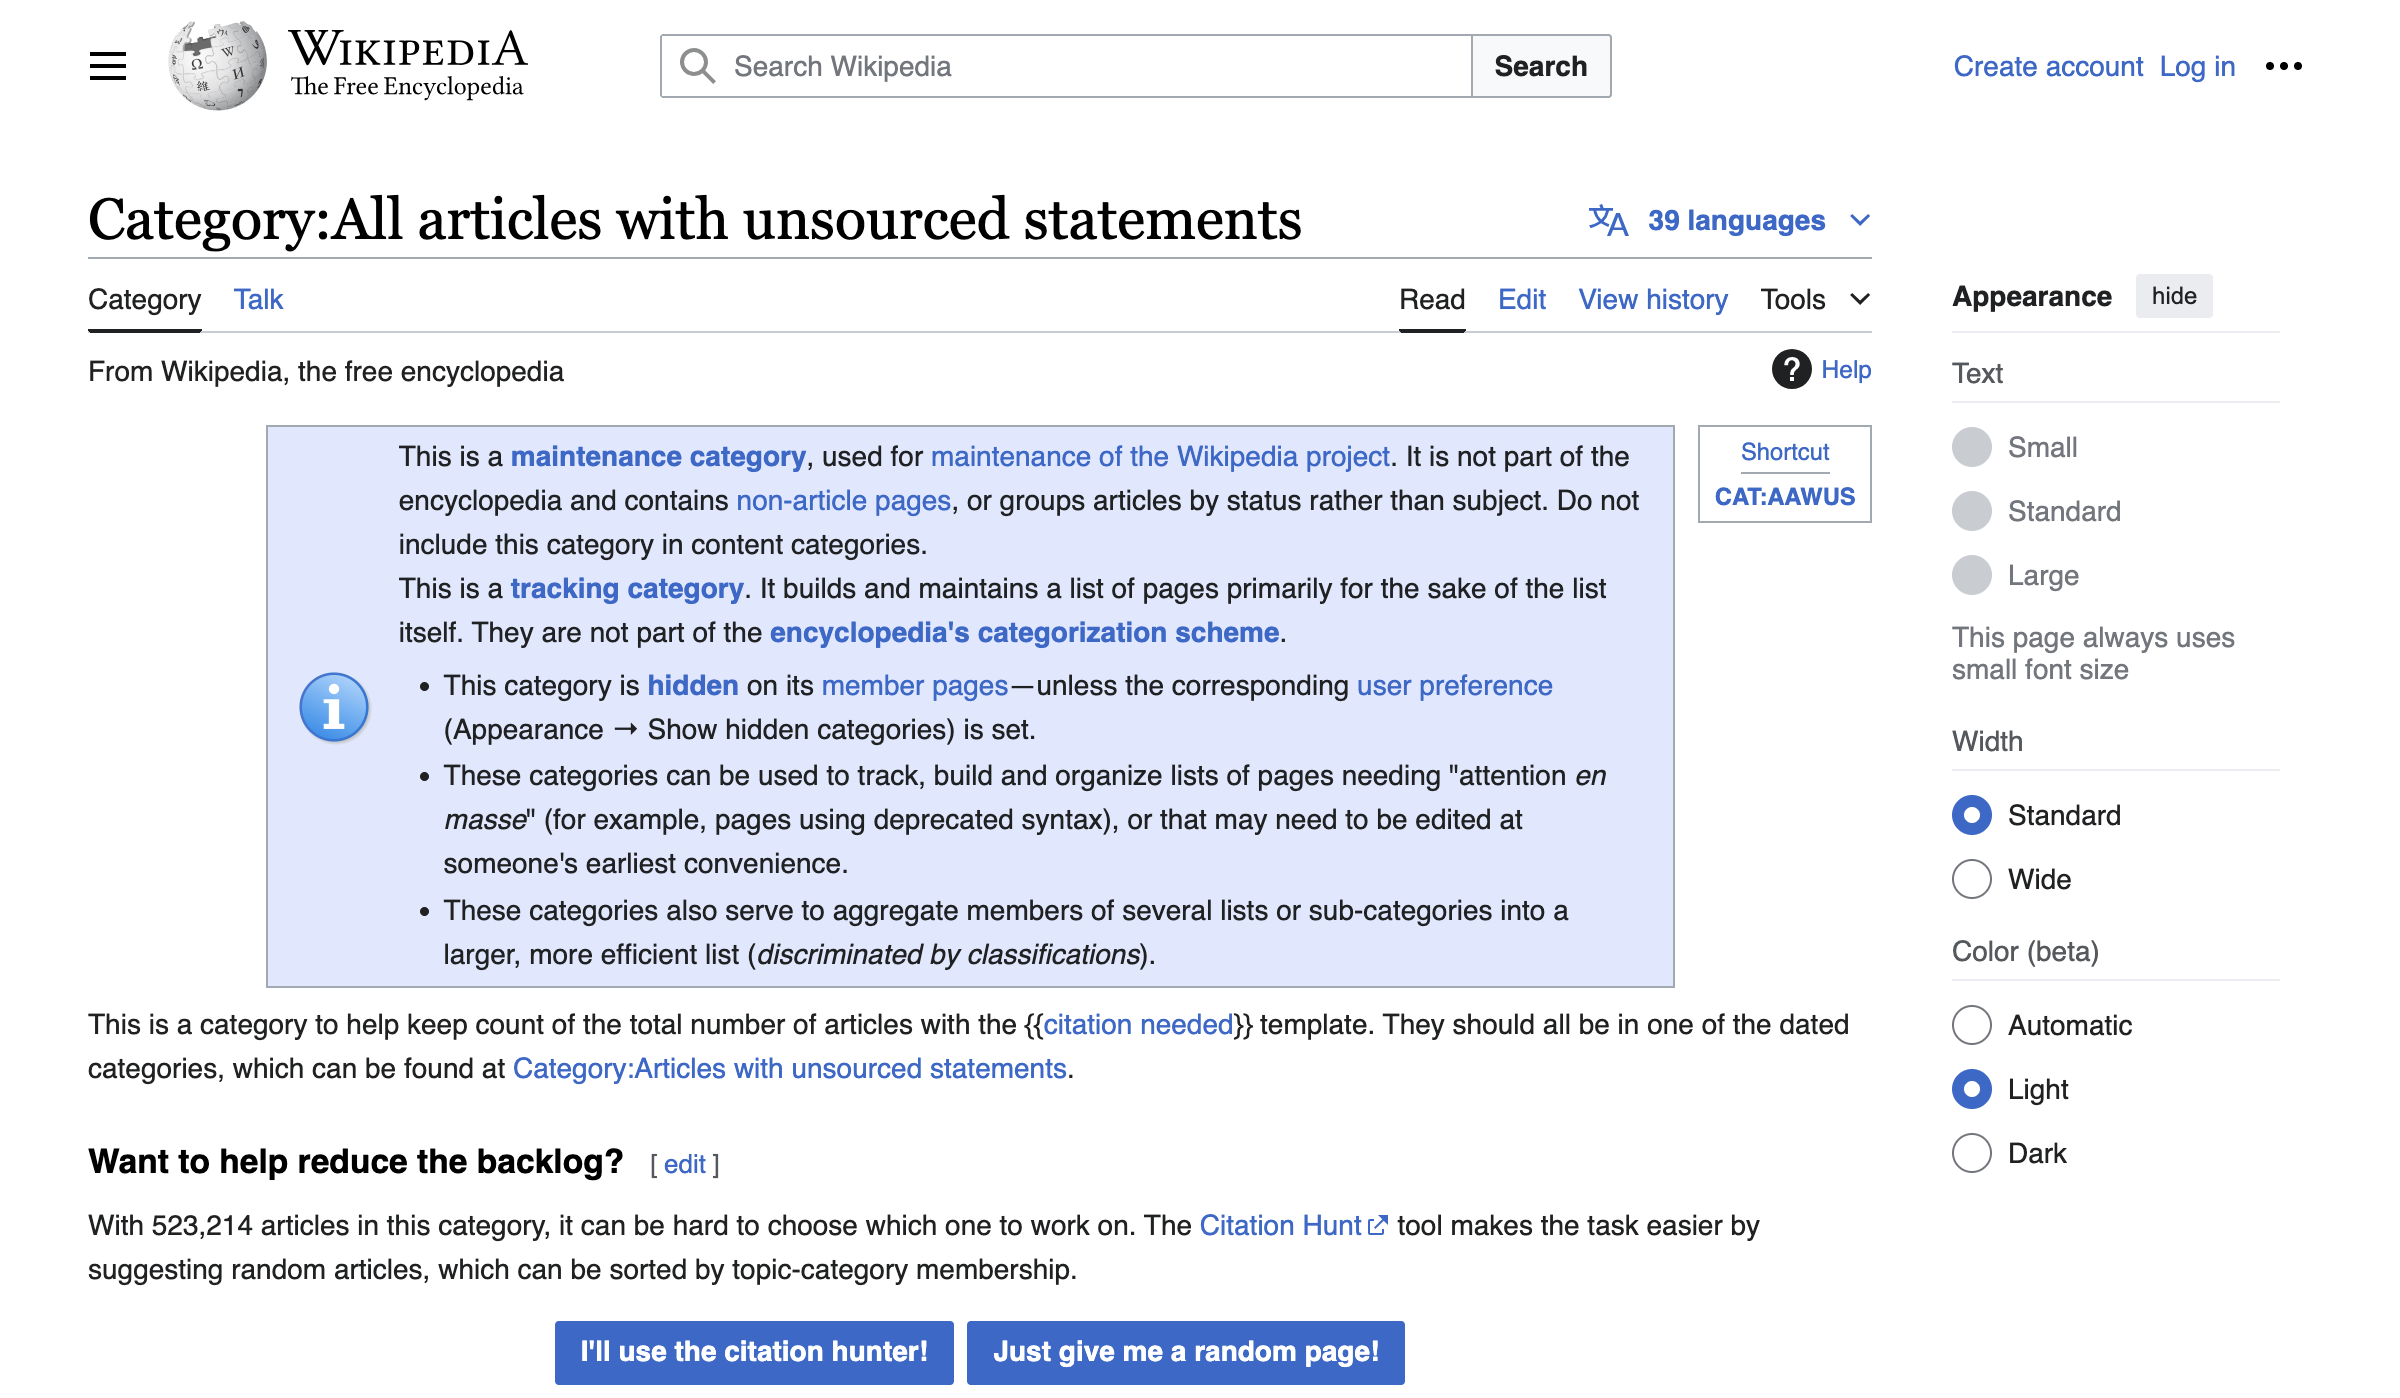 WIKIPEDIA
The Free Encyclopedia
Search Wikipedia
Search
Create account Log in
Category:All articles with unsourced statements
39 languages
Category Talk
Read Edit View history Tools
From Wikipedia, the free encyclopedia
Help
This is a maintenance category, used for maintenance of the Wikipedia project. It is not part of the
encyclopedia and contains non-article pages, or groups articles by status rather than subject. Do not
include this category in content categories.
This is a tracking category. It builds and maintains a list of pages primarily for the sake of the list
itself. They are not part of the encyclopedia's categorization scheme.
• This category is hidden on its member pages—unless the corresponding user preference
(Appearance → Show hidden categories) is set.
• These categories can be used to track, build and organize lists of pages needing "attention en
masse" (for example, pages using deprecated syntax), or that may need to be edited at
someone's earliest convenience.
• These categories also serve to aggregate members of several lists or sub-categories into a
larger, more efficient list (discriminated by classifications).
Shortcut
CAT:AAWUS
This is a category to help keep count of the total number of articles with the {{citation needed}} template. They should all be in one of the dated
categories, which can be found at Category:Articles with unsourced statements.
Want to help reduce the backlog? [ edit ]
With 523,214 articles in this category, it can be hard to choose which one to work on. The Citation Hunt tool makes the task easier by
suggesting random articles, which can be sorted by topic-category membership.
I'll use the citation hunter!
Just give me a random page!
Appearance hide
Text
Small
Standard
Large
This page always uses
small font size
Width
Standard
Wide
Color (beta)
Automatic
Light
Dark